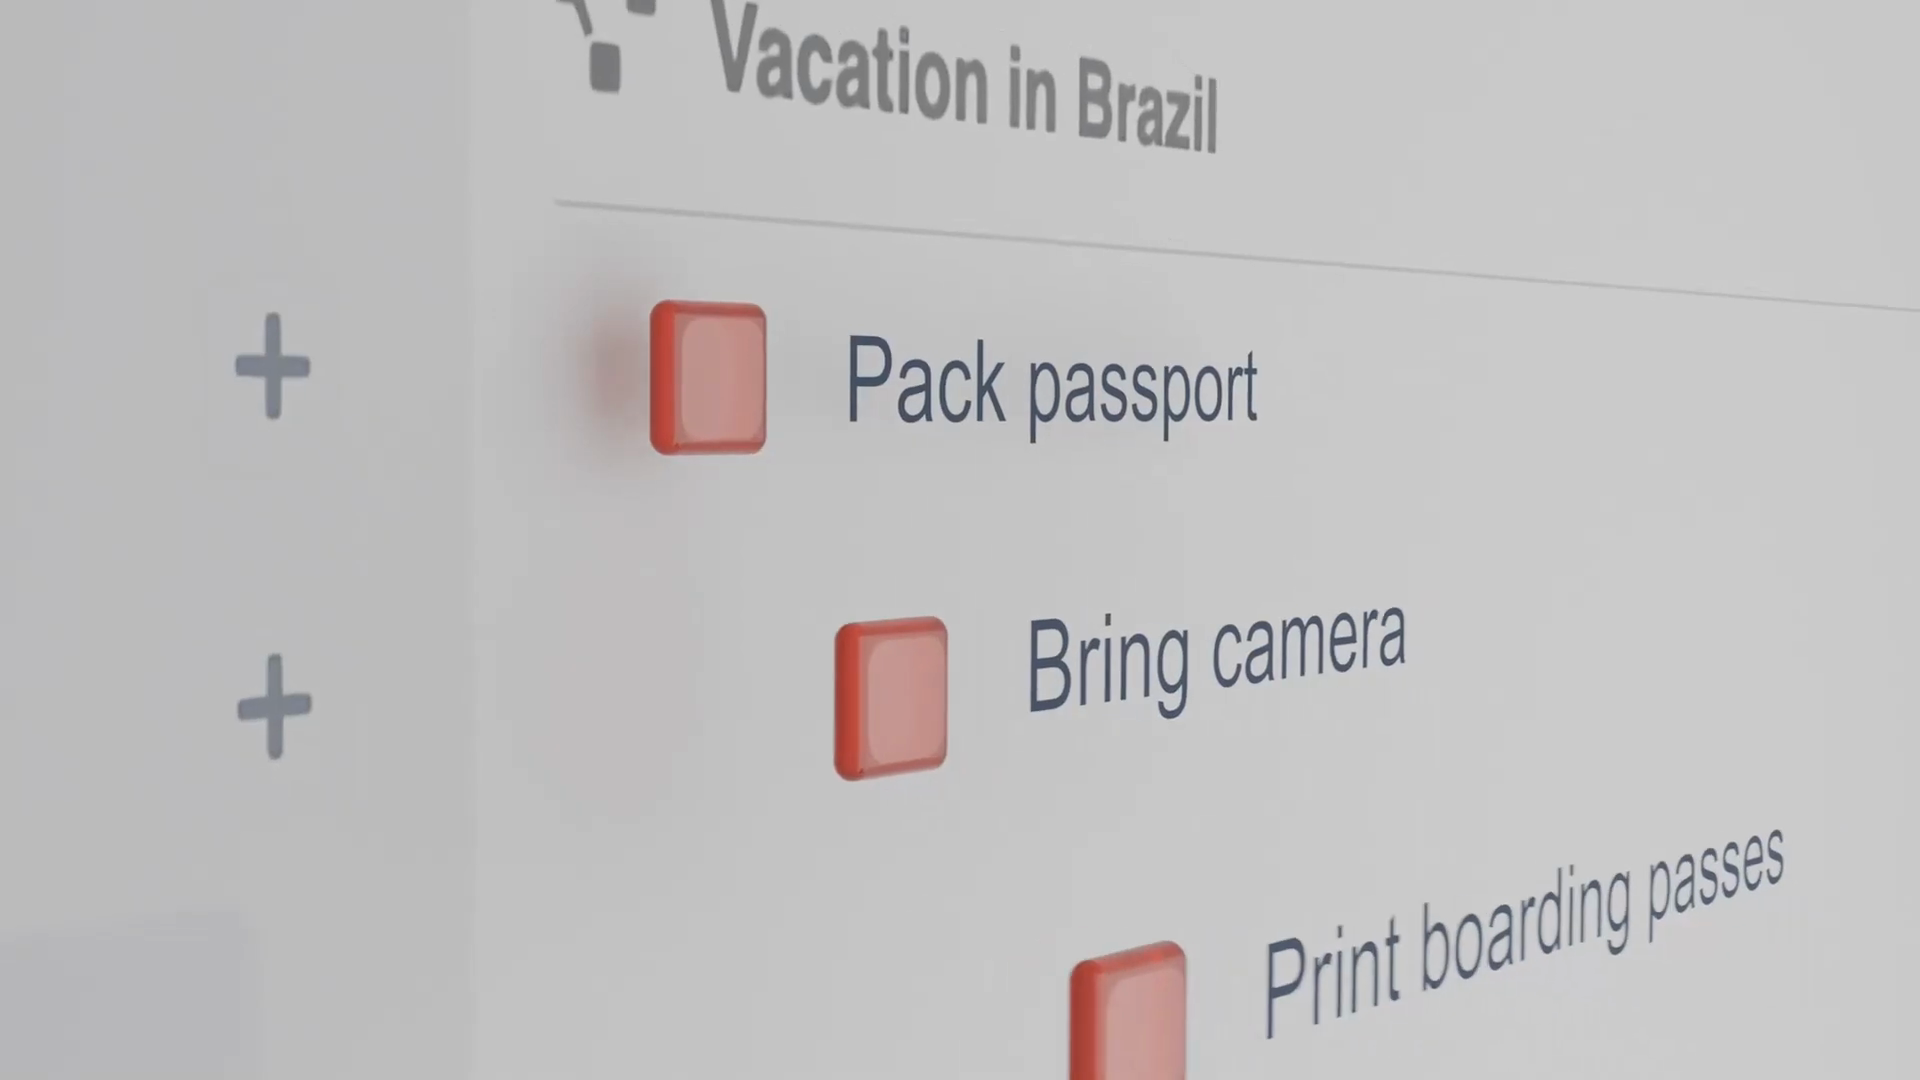 Vacation in Brazil
Pack passport
Bring camera
Print boarding passes